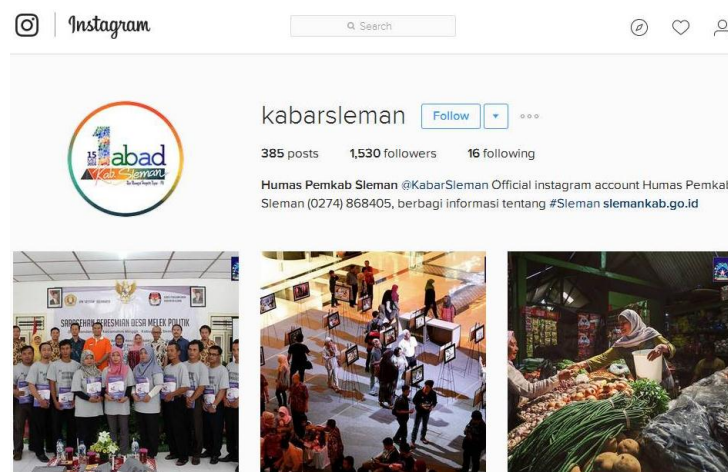 Instagram
Search
kabarsleman Follow
385 posts 1,530 followers 16 following
Humas Pemkab Sleman @KabarSleman Official instagram account Humas Pemkab
Sleman (0274) 868405, berbagi informasi tentang #Sleman slemankab.go.id
15 1 abad
Kab. Sleman
SARASEHAN PERESMIAN DESA MELEK POLITIK